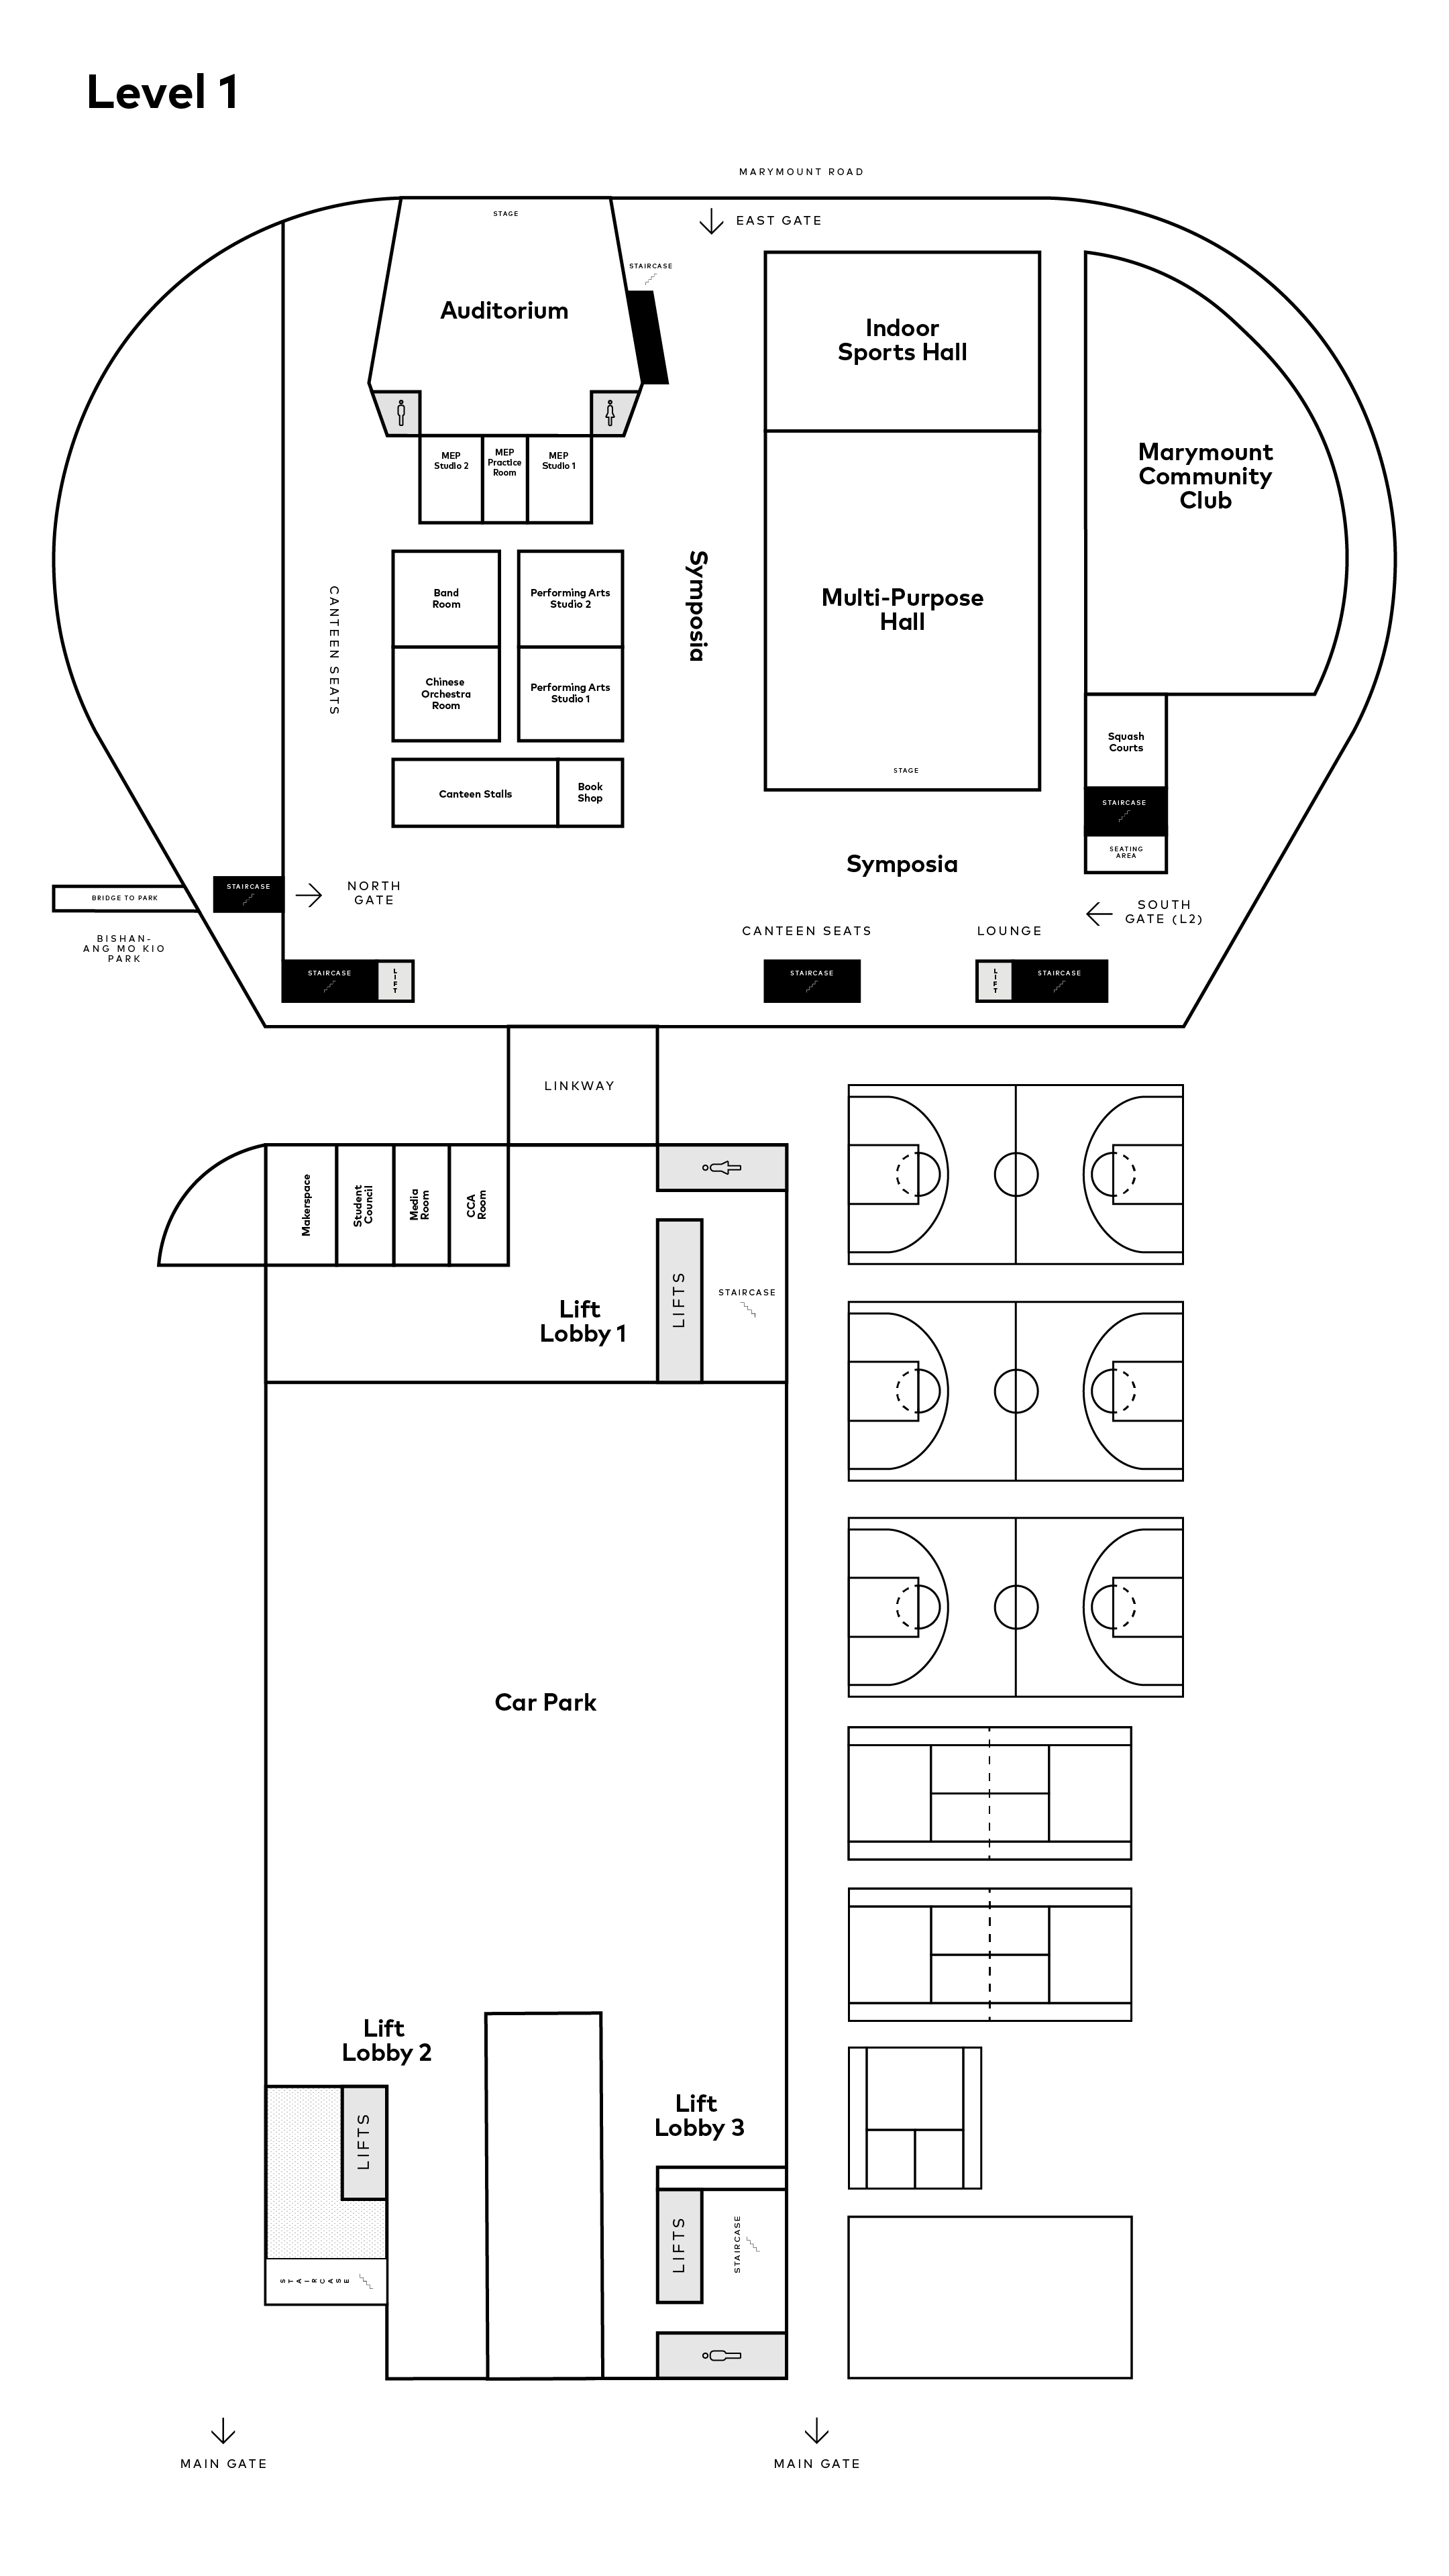 Level 1
MARYMOUNT ROAD
EAST GATE
STAGE
STAIRCASE
Auditorium
Indoor
Sports Hall
Marymount
Community
Club
MEP
Studio 2
MEP
Practice
Room
MEP
Studio 1
Symposia
CANTEEN SEATS
Band
Room
Performing Arts
Studio 2
Multi-Purpose
Hall
Chinese
Orchestra
Room
Performing Arts
Studio 1
Squash
Courts
STAGE
Canteen Stalls
Book
Shop
STAIRCASE
SEATING
AREA
Symposia
BRIDGE TO PARK
STAIRCASE
NORTH
GATE
SOUTH
GATE (L2)
BISHAN-
ANG MO KIO
PARK
CANTEEN SEATS
LOUNGE
STAIRCASE
LIFT
STAIRCASE
LIFT
STAIRCASE
LINKWAY
Makerspace
Student
Council
Media
Room
CCA
Room
LIFTS
STAIRCASE
Lift
Lobby 1
Car Park
Lift
Lobby 2
Lift
Lobby 3
LIFTS
LIFTS
STAIRCASE
STAIRCASE
MAIN GATE
MAIN GATE